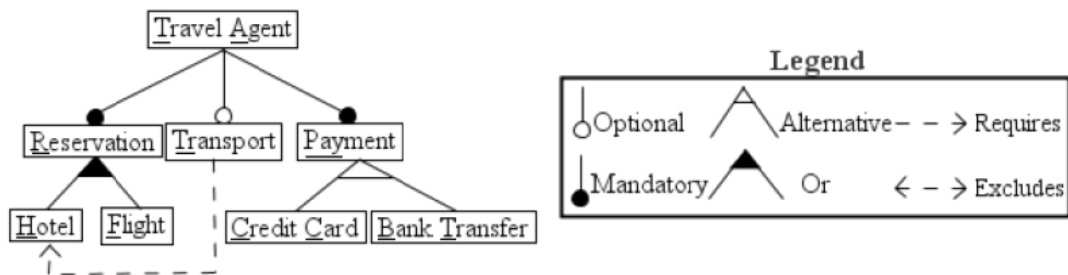 Travel Agent
Legend
Optional Alternative Requires
Reservation Transport Payment
Mandatory Or Excludes
Hotel Flight Credit Card Bank Transfer